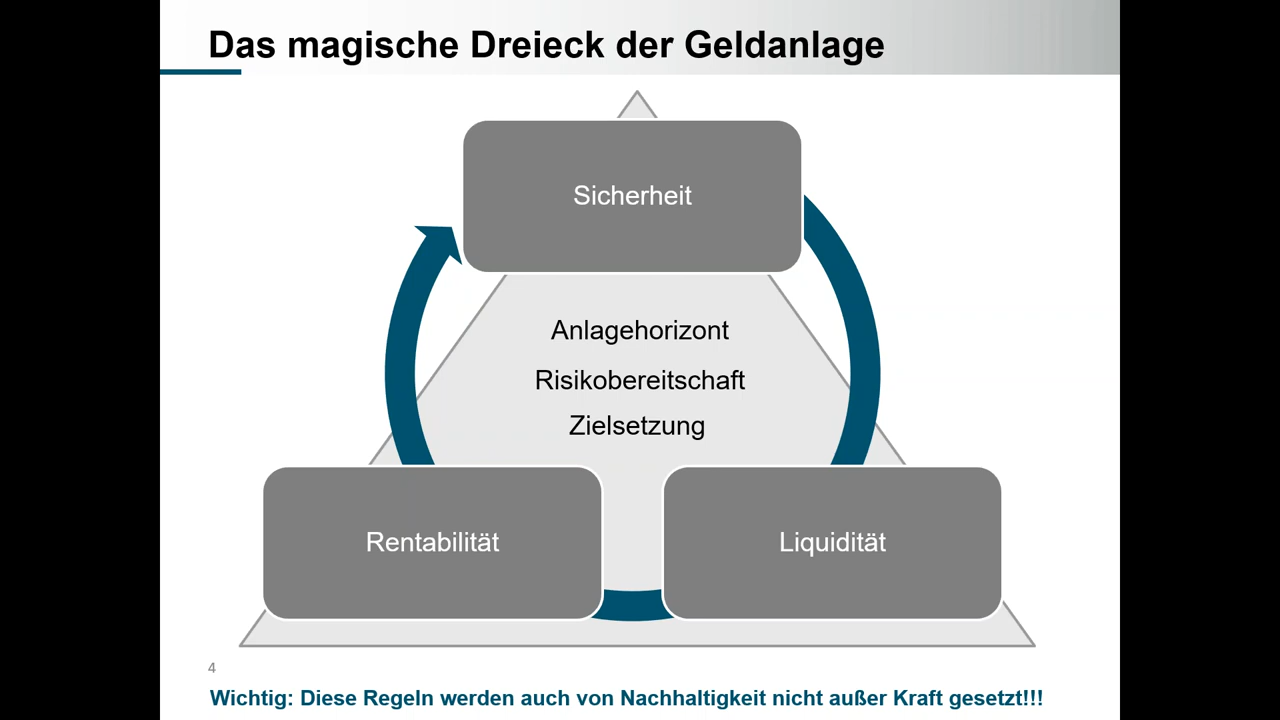 Das magische Dreieck der Geldanlage
Sicherheit
Anlagehorizont
Risikobereitschaft
Zielsetzung
Rentabilität
Liquidität
4
Wichtig: Diese Regeln werden auch von Nachhaltigkeit nicht außer Kraft gesetzt!!!